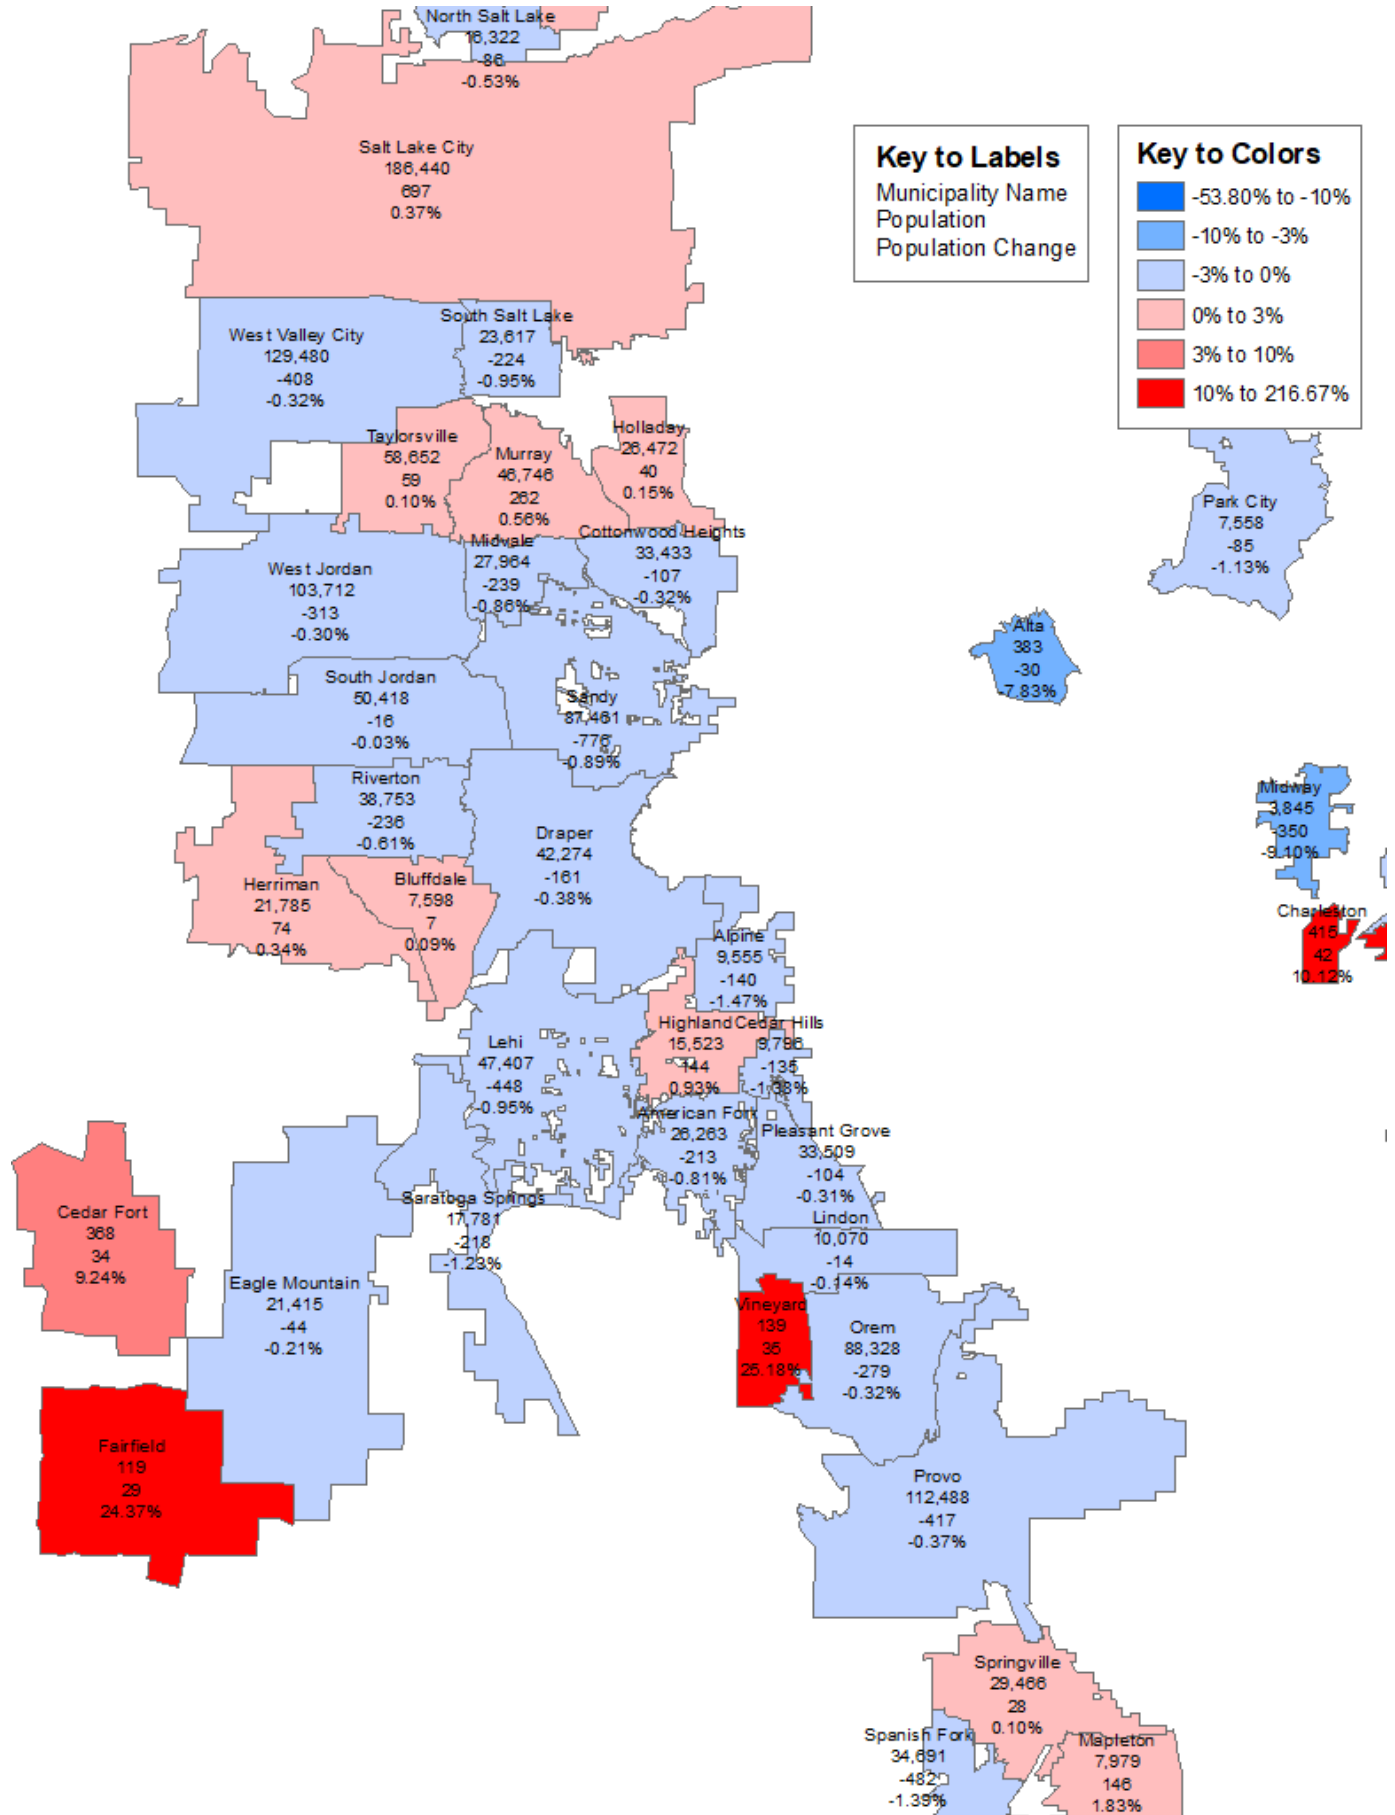 North Salt Lake
16,322
-86
-0.53%
Salt Lake City
186,440
697
0.37%
Key to Labels
Municipality Name
Population
Population Change
Key to Colors
-53.80% to -10%
-10% to -3%
-3% to 0%
0% to 3%
3% to 10%
10% to 216.67%
West Valley City
129,480
-408
-0.32%
South Salt Lake
23,617
-224
-0.95%
Taylorsville
58,652
59
0.10%
Murray
46,746
262
0.56%
Holladay
26,472
40
0.15%
Park City
7,558
-85
-1.13%
West Jordan
103,712
-313
-0.30%
Midvale
27,964
-239
-0.86%
Cottonwood Heights
33,433
-107
-0.32%
Alta
383
-30
-7.83%
South Jordan
50,418
-16
-0.03%
Sandy
87,461
-776
-0.89%
Riverton
38,753
-236
-0.61%
Draper
42,274
-161
-0.38%
Midway
3,845
-350
-9.10%
Herriman
21,785
74
0.34%
Bluffdale
7,598
7
0.09%
Charleston
415
42
10.12%
Alpine
9,555
-140
-1.47%
Lehi
47,407
-448
-0.95%
Highland
15,523
144
0.93%
Cedar Hills
9,796
-135
-1.38%
American Fork
26,263
-213
-0.81%
Pleasant Grove
33,509
-104
-0.31%
Cedar Fort
368
34
9.24%
Saratoga Springs
17,781
-218
-1.23%
Lindon
10,070
-14
-0.14%
Eagle Mountain
21,415
-44
-0.21%
Vineyard
139
35
25.18%
Orem
88,328
-279
-0.32%
Fairfield
119
29
24.37%
Provo
112,488
-417
-0.37%
Springville
29,466
28
0.10%
Spanish Fork
34,691
-482
-1.39%
Mapleton
7,979
146
1.83%